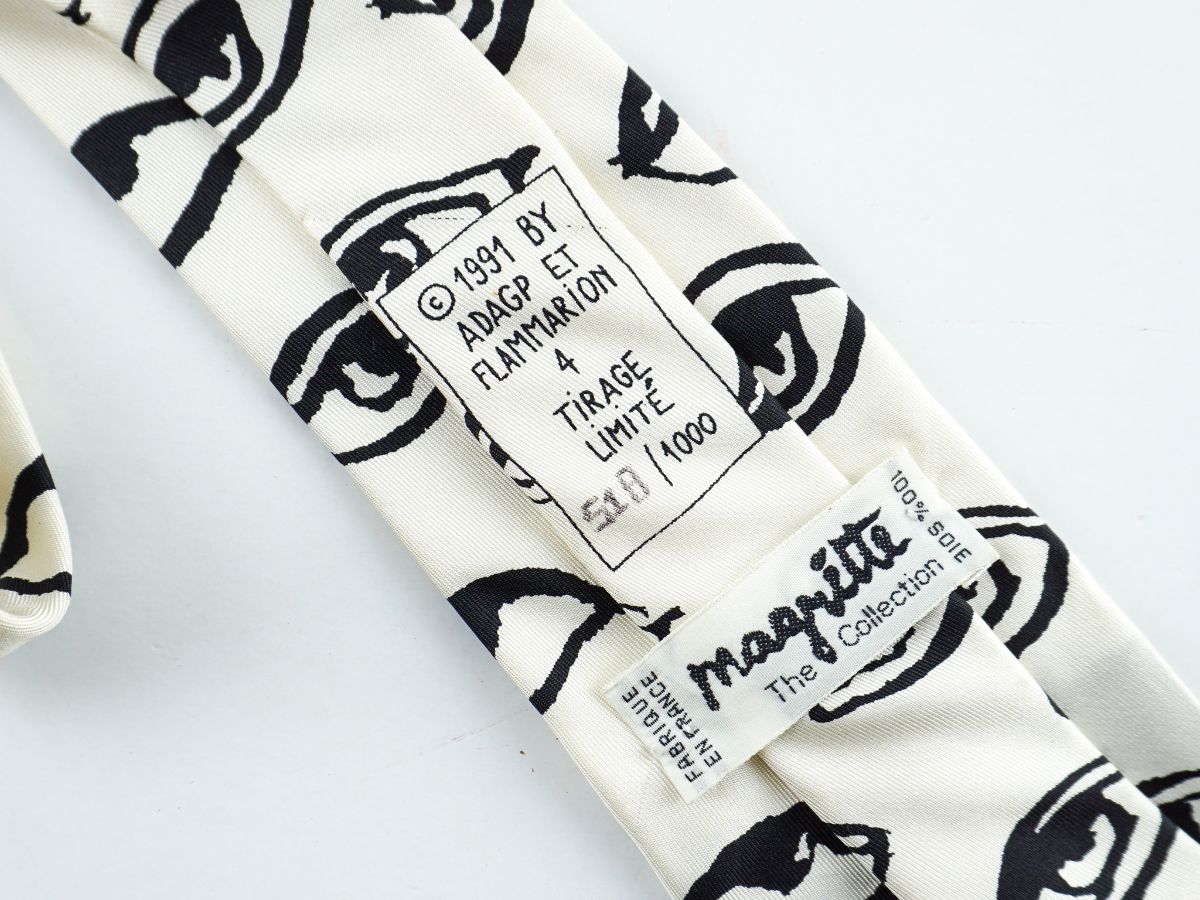 © 1991 BY
ADAGP ET
FLAMMARION
4
TIRAGE
LIMITÉ
518/1000
magritte
The Collection
100% SOIE
FABRIQUE
EN FRANCE